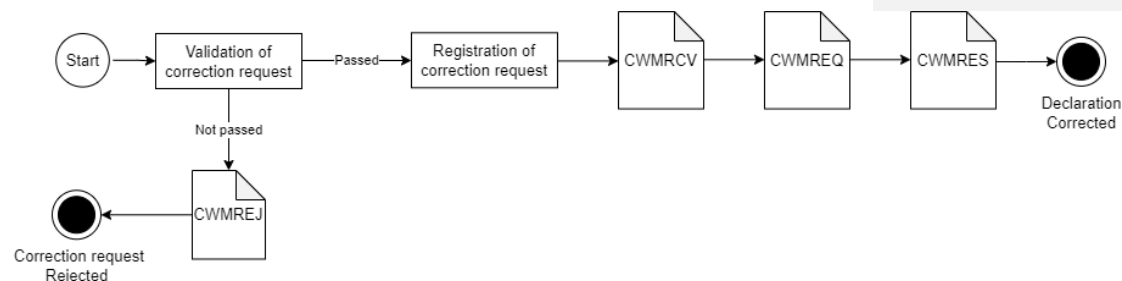 Start
Validation of
correction request
Passed
Registration of
correction request
CWMRCV
CWMREQ
CWMRES
Declaration
Corrected
Not passed
CWMREJ
Correction request
Rejected